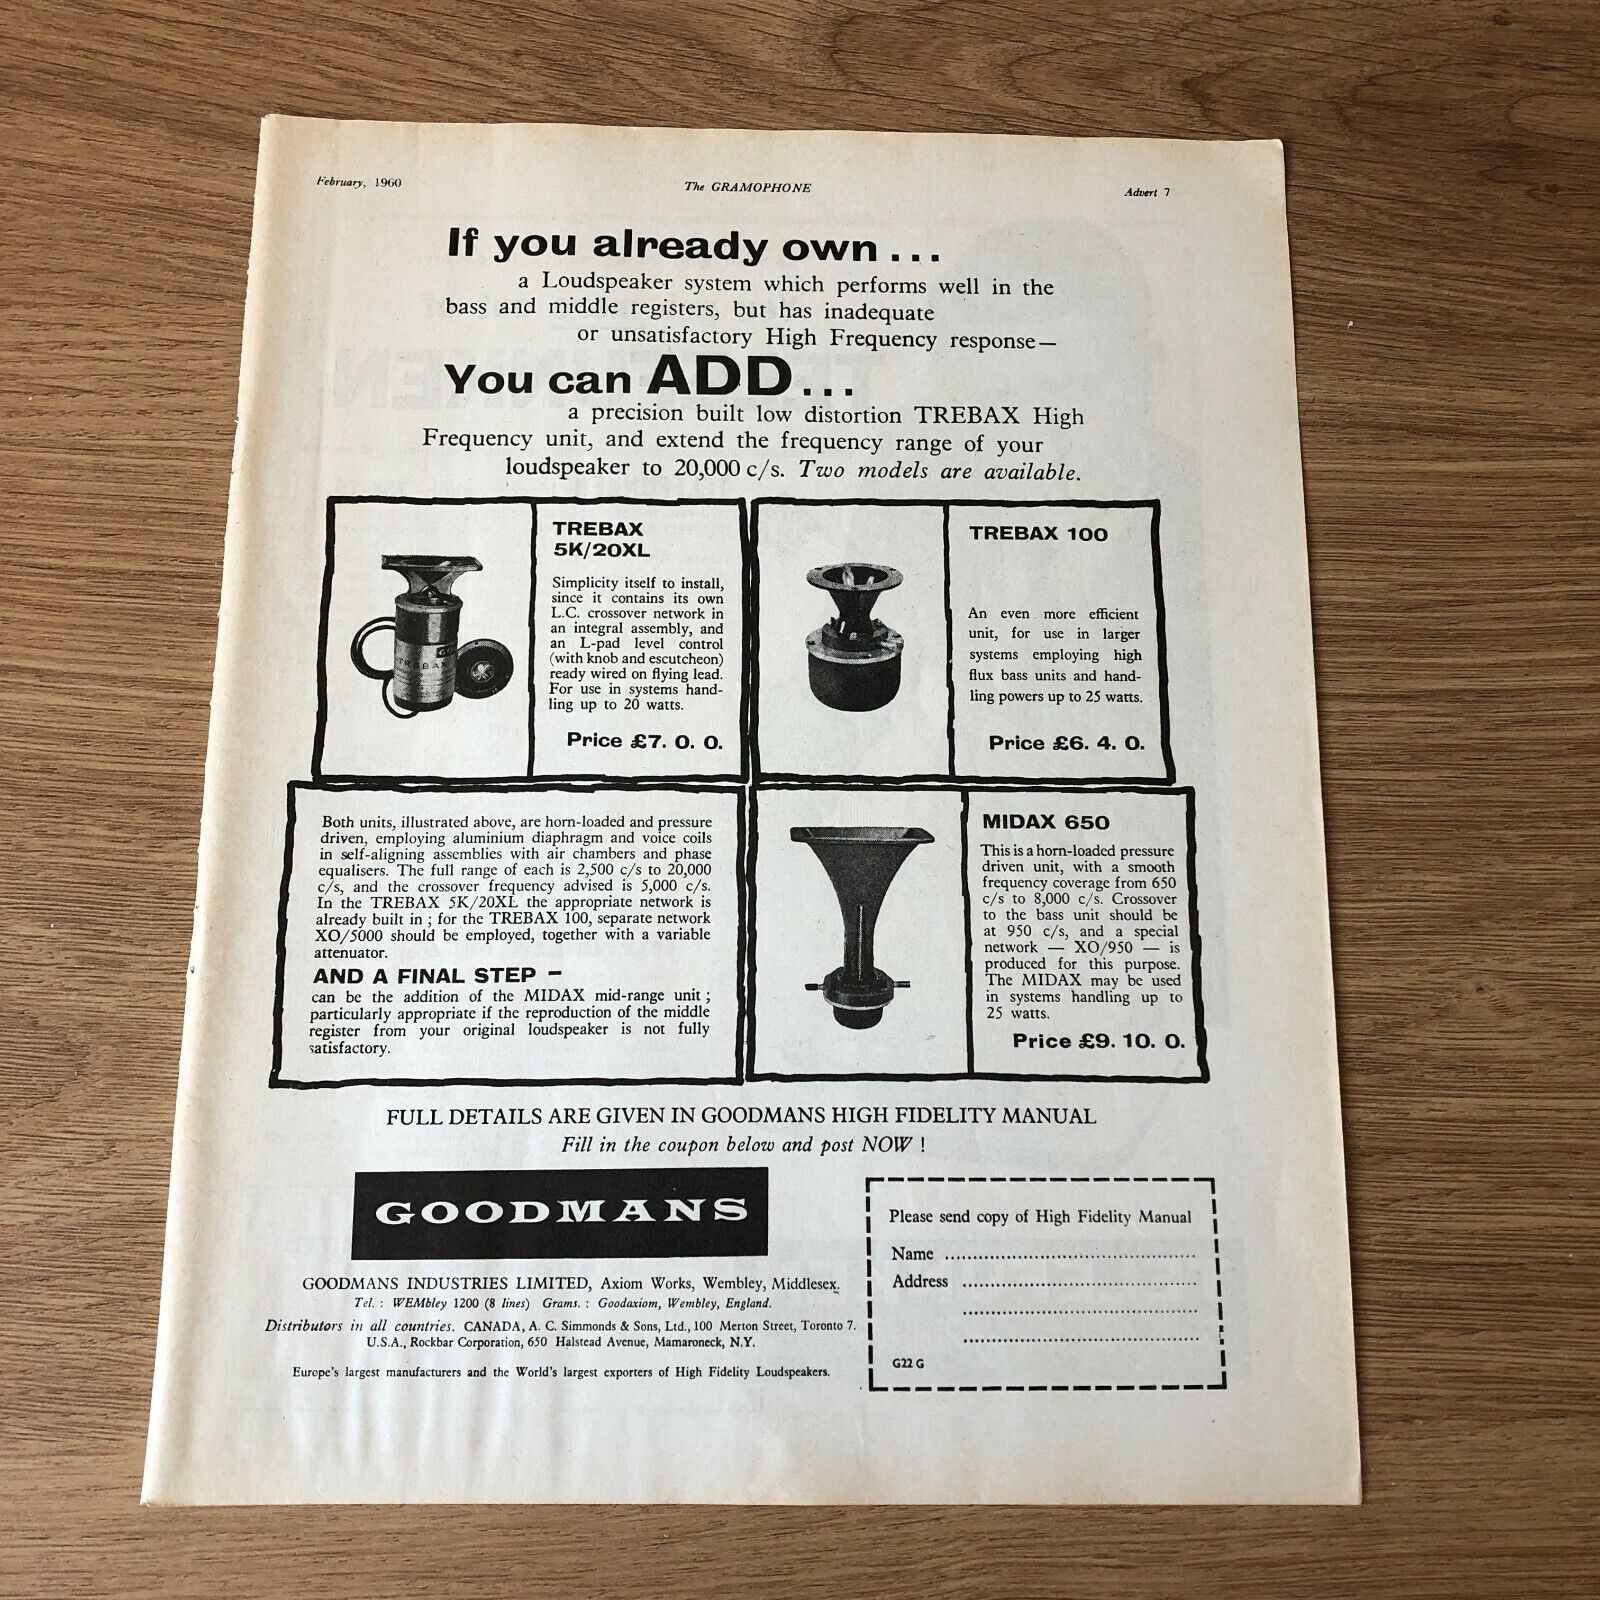 February, 1960
The GRAMOPHONE
Advert 7
If you already own ...
a Loudspeaker system which performs well in the
bass and middle registers, but has inadequate
or unsatisfactory High Frequency response—
You can ADD ...
a precision built low distortion TREBAX High
Frequency unit, and extend the frequency range of your
loudspeaker to 20,000 c/s. Two models are available.
TREBAX
TREBAX
5K/20XL
Simplicity itself to install,
since it contains its own
L.C. crossover network in
an integral assembly, and
an L-pad level control
(with knob and escutcheon)
ready wired on flying lead.
For use in systems hand-
ling up to 20 watts.
Price £7. 0. 0.
TREBAX 100
An even more efficient
unit, for use in larger
systems employing high
flux bass units and hand-
ling powers up to 25 watts.
Price £6. 4. 0.
Both units, illustrated above, are horn-loaded and pressure
driven, employing aluminium diaphragm and voice coils
in self-aligning assemblies with air chambers and phase
equalisers. The full range of each is 2,500 c/s to 20,000
c/s, and the crossover frequency advised is 5,000 c/s.
In the TREBAX 5K/20XL the appropriate network is
already built in ; for the TREBAX 100, separate network
XO/5000 should be employed, together with a variable
attenuator.
AND A FINAL STEP –
can be the addition of the MIDAX mid-range unit ;
particularly appropriate if the reproduction of the middle
register from your original loudspeaker is not fully
satisfactory.
MIDAX 650
This is a horn-loaded pressure
driven unit, with a smooth
frequency coverage from 650
c/s to 8,000 c/s. Crossover
to the bass unit should be
at 950 c/s, and a special
network — XO/950 — is
produced for this purpose.
The MIDAX may be used
in systems handling up to
25 watts.
Price £9. 10. 0.
FULL DETAILS ARE GIVEN IN GOODMANS HIGH FIDELITY MANUAL
Fill in the coupon below and post NOW !
GOODMANS
GOODMANS INDUSTRIES LIMITED, Axiom Works, Wembley, Middlesex.
Tel. : WEMbley 1200 (8 lines) Grams. : Goodaxiom, Wembley, England.
Distributors in all countries. CANADA, A. C. Simmonds & Sons, Ltd., 100 Merton Street, Toronto 7.
U.S.A., Rockbar Corporation, 650 Halstead Avenue, Mamaroneck, N.Y.
Europe's largest manufacturers and the World's largest exporters of High Fidelity Loudspeakers.
Please send copy of High Fidelity Manual
Name ....................................
Address ....................................
....................................
....................................
G22 G